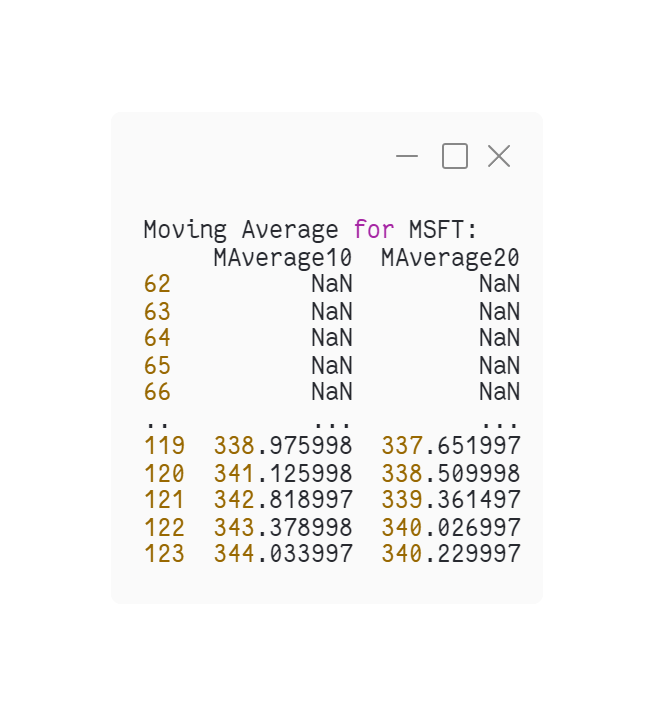 Moving Average for MSFT:
MAverage10 MAverage20
62 NaN NaN
63 NaN NaN
64 NaN NaN
65 NaN NaN
66 NaN NaN
.. ... ...
119 338.975998 337.651997
120 341.125998 338.509998
121 342.818997 339.361497
122 343.378998 340.026997
123 344.033997 340.229997